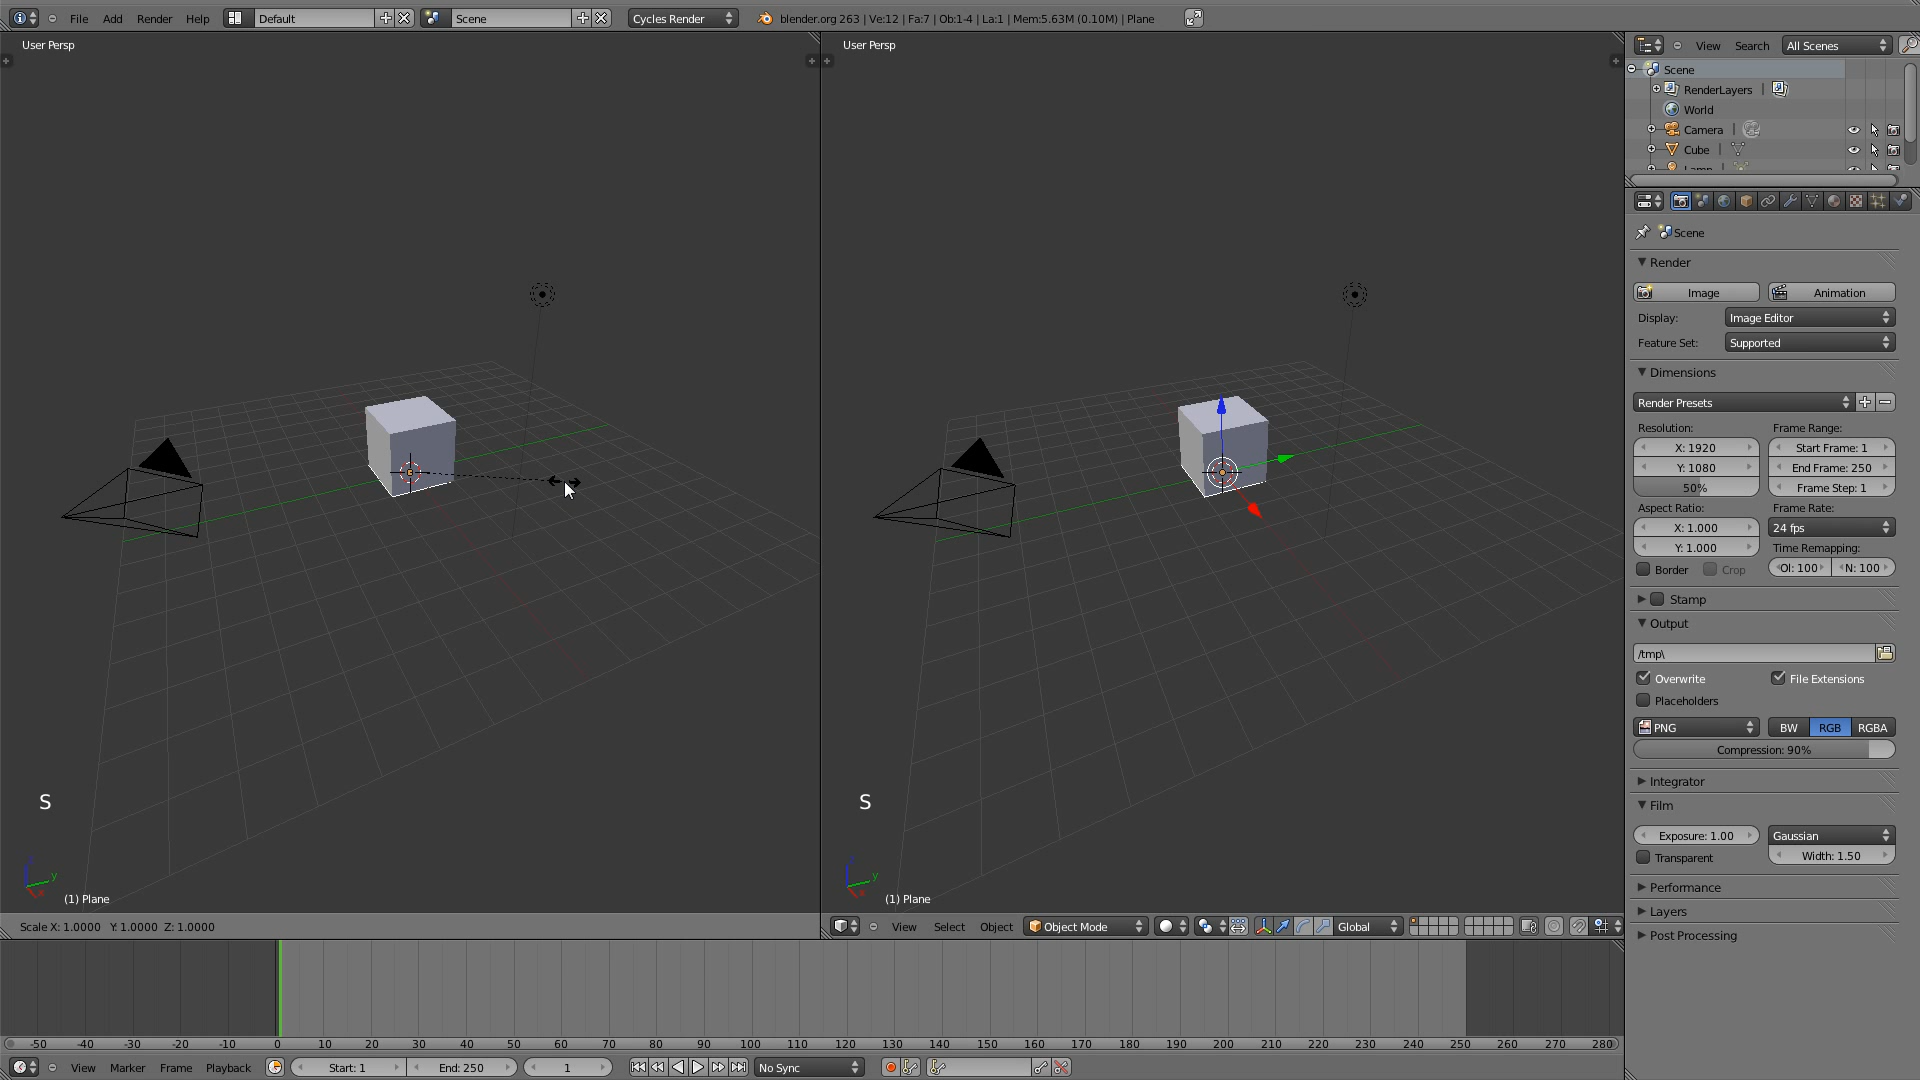 File Add Render Help Default Scene Cycles Render blender.org 263 | Ve:12 | Fa:7 | Ob:1-4 | La:1 | Mem:5.63M (0.10M) | Plane
User Persp
User Persp
View Search All Scenes
Scene
RenderLayers
World
Camera
Cube
Lamp
Scene
Render
Image Animation
Display: Image Editor
Feature Set: Supported
Dimensions
Render Presets
Resolution: Frame Range:
X: 1920 Start Frame: 1
Y: 1080 End Frame: 250
50% Frame Step: 1
Aspect Ratio: Frame Rate:
X: 1.000 24 fps
Y: 1.000 Time Remapping:
Border Crop Ol: 100 N: 100
Stamp
Output
/tmp\
Overwrite File Extensions
Placeholders
PNG BW RGB RGBA
Compression: 90%
Integrator
Film
Exposure: 1.00 Gaussian
Transparent Width: 1.50
Performance
Layers
Post Processing
S
S
y
y
(1) Plane
(1) Plane
Scale X: 1.0000 Y: 1.0000 Z: 1.0000
View Select Object Object Mode Global
-50 -40 -30 -20 -10 0 10 20 30 40 50 60 70 80 90 100 110 120 130 140 150 160 170 180 190 200 210 220 230 240 250 260 270 280
View Marker Frame Playback Start: 1 End: 250 1 No Sync